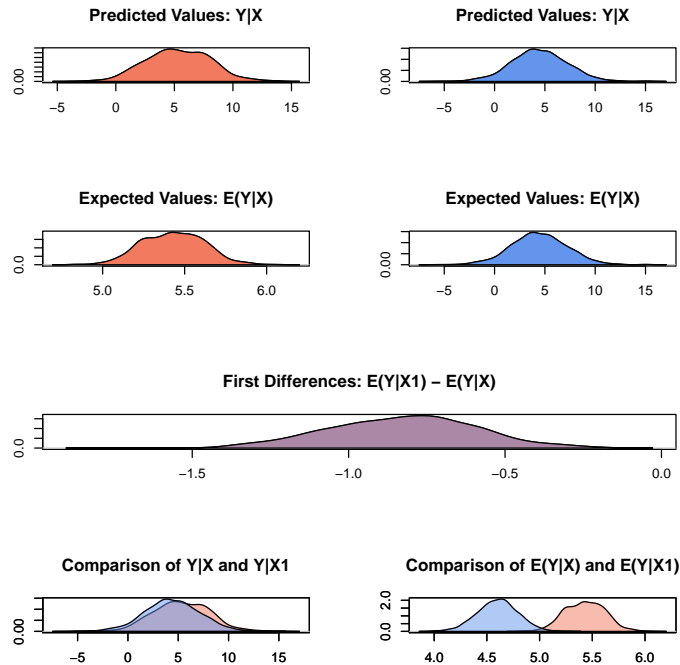 Predicted Values: Y|X
Predicted Values: Y|X
0.00
−5 0 5 10 15
0.00
−5 0 5 10 15
Expected Values: E(Y|X)
Expected Values: E(Y|X)
0.0
5.0 5.5 6.0
0.00
−5 0 5 10 15
First Differences: E(Y|X1) − E(Y|X)
0.0
−1.5 −1.0 −0.5 0.0
Comparison of Y|X and Y|X1
Comparison of E(Y|X) and E(Y|X1)
0.00
−5 0 5 10 15
2.0
0.0
4.0 4.5 5.0 5.5 6.0